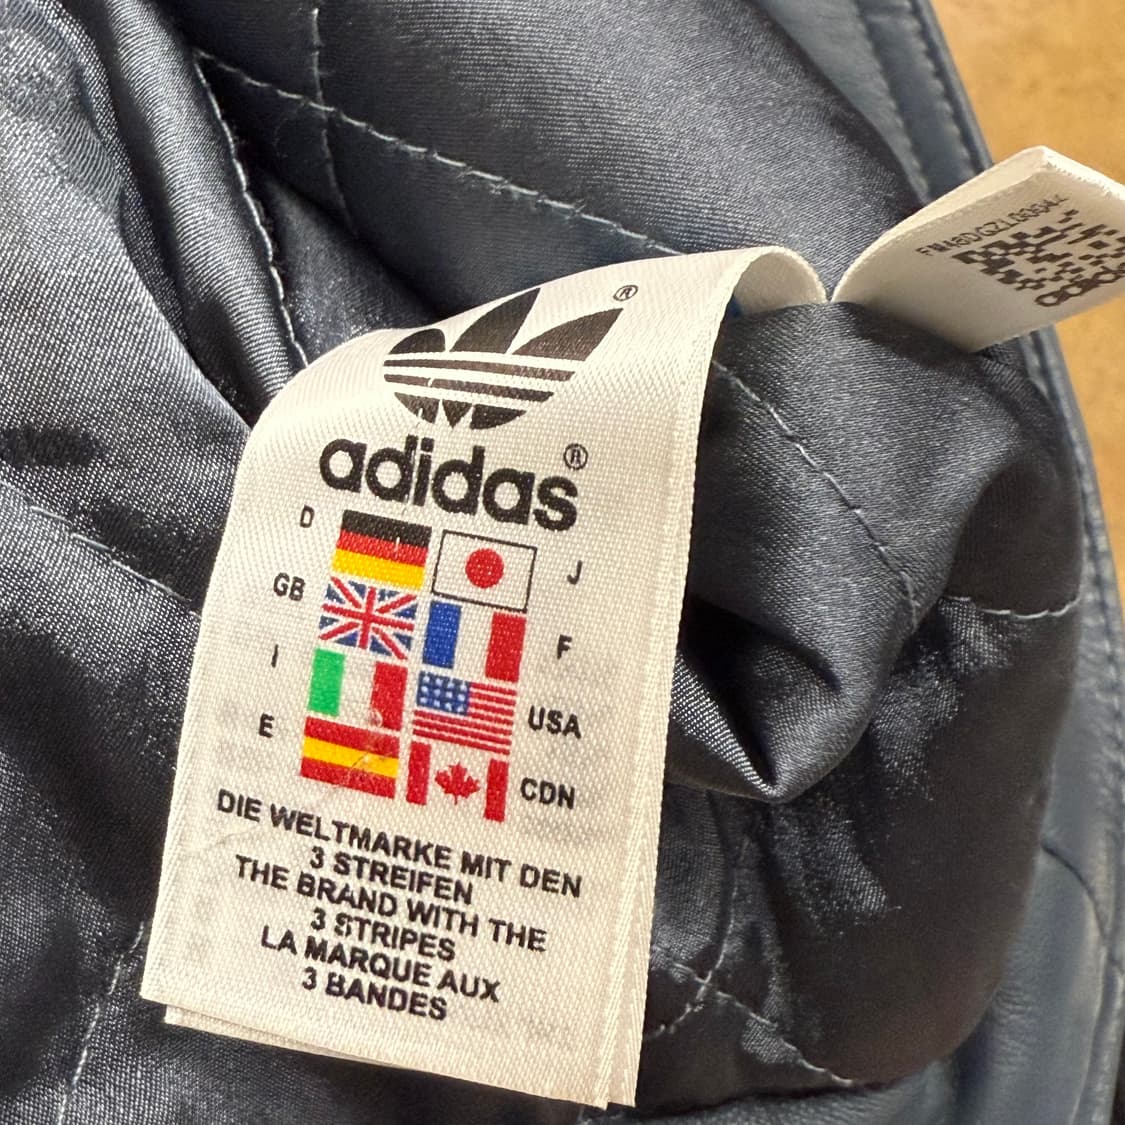 ®
adidas®
D
J
GB
F
I
USA
E
CDN
DIE WELTMARKE MIT DEN
3 STREIFEN
THE BRAND WITH THE
3 STRIPES
LA MARQUE AUX
3 BANDES